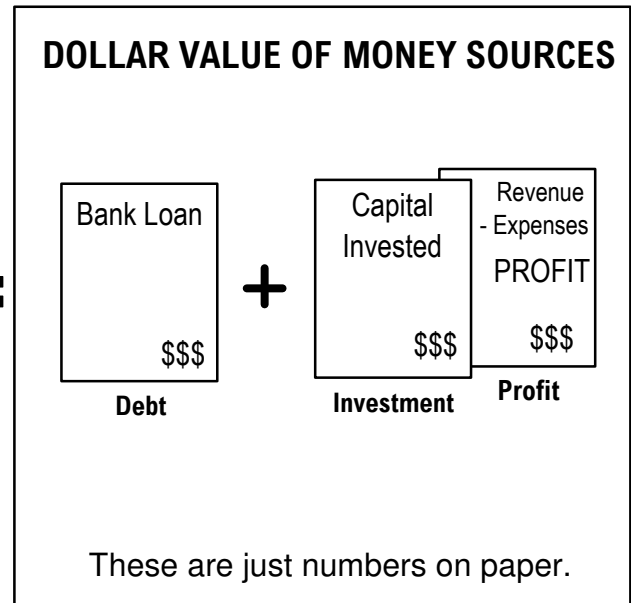 DOLLAR VALUE OF MONEY SOURCES
=
Bank Loan
$$$
Debt
+
Capital
Invested
$$$
Investment
Revenue
- Expenses
PROFIT
$$$
Profit
These are just numbers on paper.